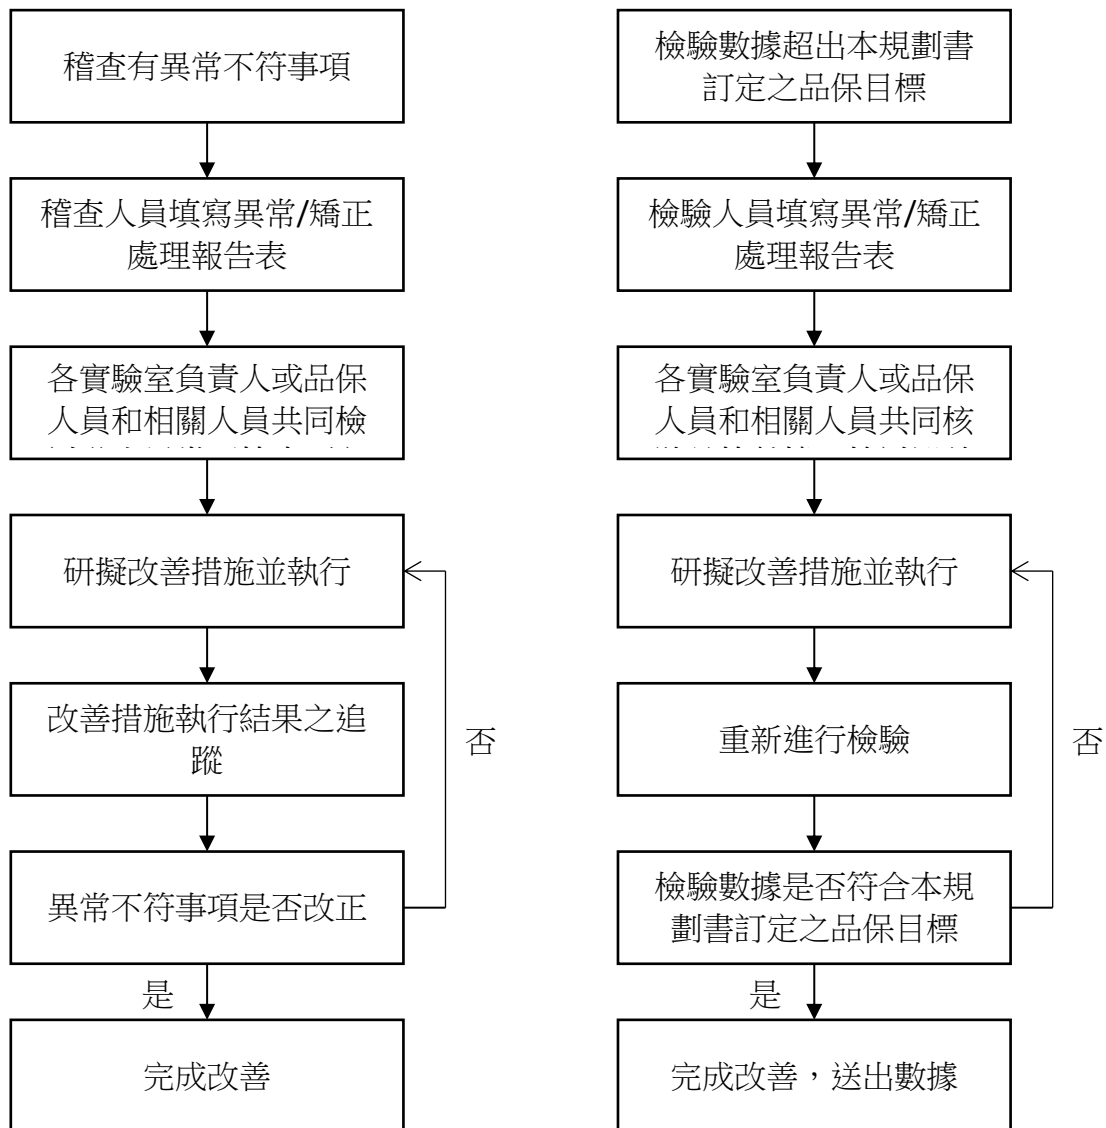 稽查有異常不符事項
稽查人員填寫異常/矯正
處理報告表
各實驗室負責人或品保
人員和相關人員共同檢
研擬改善措施並執行
改善措施執行結果之追
蹤
否
異常不符事項是否改正
是
完成改善
檢驗數據超出本規劃書
訂定之品保目標
檢驗人員填寫異常/矯正
處理報告表
各實驗室負責人或品保
人員和相關人員共同核
研擬改善措施並執行
重新進行檢驗
否
檢驗數據是否符合本規
劃書訂定之品保目標
是
完成改善，送出數據